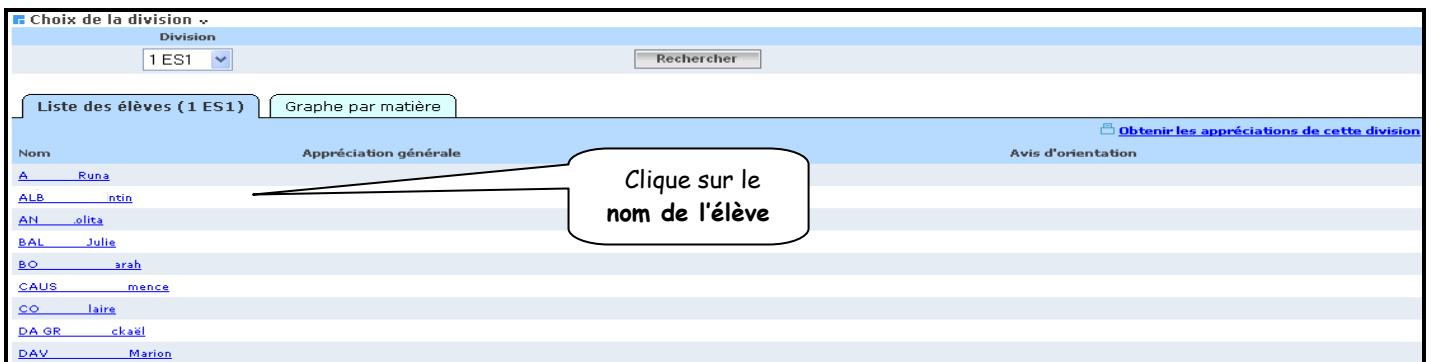 Choix de la division
Division
1 ES1
Rechercher
Liste des élèves (1 ES1)
Graphe par matière
Obtenir les appréciations de cette division
Nom
Appréciation générale
Avis d'orientation
A Runa
ALB ntin
AN .olita
BAL Julie
BO arah
CAUS mence
CO laire
DA GR ckaël
DAV Marion
Clique sur le
nom de l'élève